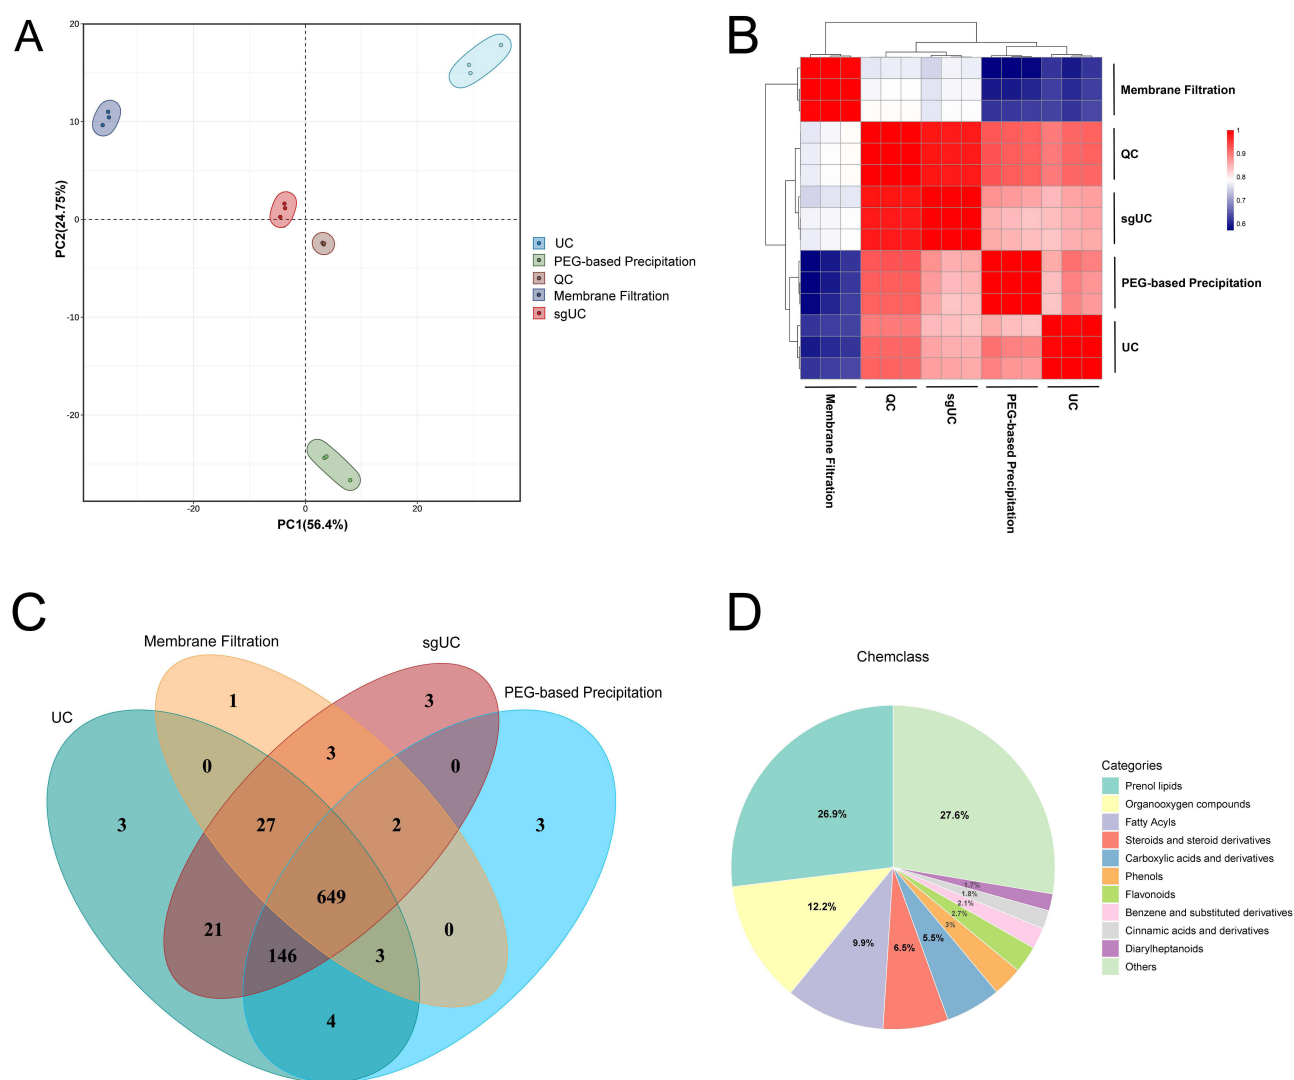 A
20
10
0
-10
-20
PC2(24.75%)
-20
0
20
PC1(56.4%)
UC
PEG-based Precipitation
QC
Membrane Filtration
sgUC
B
Membrane Filtration
QC
sgUC
PEG-based Precipitation
UC
1
0.9
0.8
0.7
0.6
Membrane Filtration
QC
sgUC
PEG-based Precipitation
UC
C
Membrane Filtration
sgUC
PEG-based Precipitation
UC
1
3
3
0
0
3
27
2
3
649
21
0
146
3
4
D
Chemclass
26.9%
27.6%
12.2%
9.9%
6.5%
5.5%
3%
2.7%
2.1%
1.8%
1.7%
Categories
Prenol lipids
Organooxygen compounds
Fatty Acyls
Steroids and steroid derivatives
Carboxylic acids and derivatives
Phenols
Flavonoids
Benzene and substituted derivatives
Cinnamic acids and derivatives
Diarylheptanoids
Others